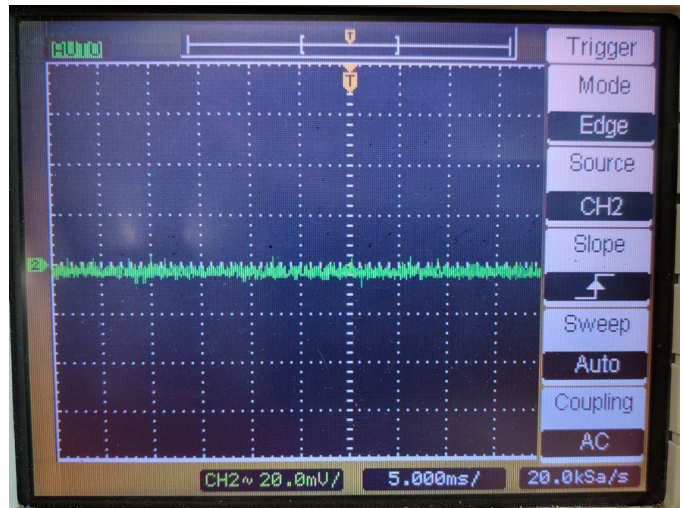 AUTO
T
Trigger
T
Mode
Edge
Source
CH2
2
Slope
Sweep
Auto
Coupling
AC
CH2~ 20.0mV/ 5.000ms/ 20.0kSa/s